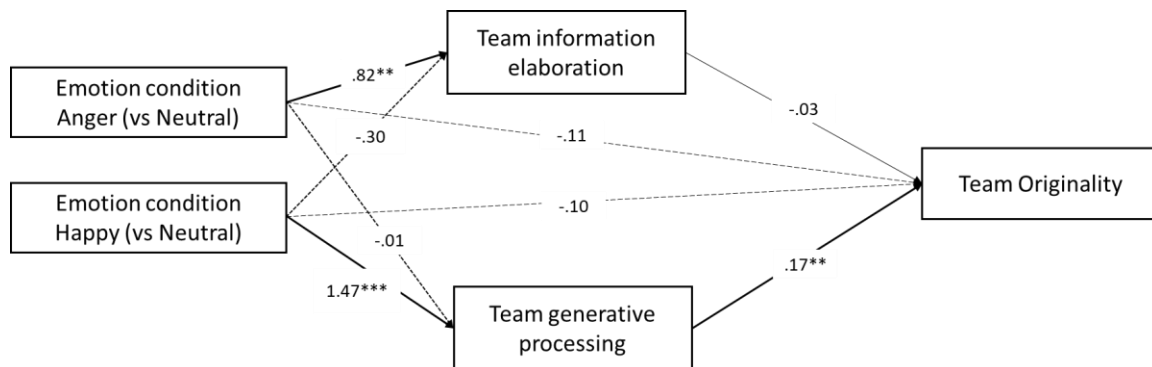 Team information
elaboration
Emotion condition
Anger (vs Neutral)
.82**
-.30
-.11
-.03
Emotion condition
Happy (vs Neutral)
-.10
Team Originality
-.01
1.47***
.17**
Team generative
processing